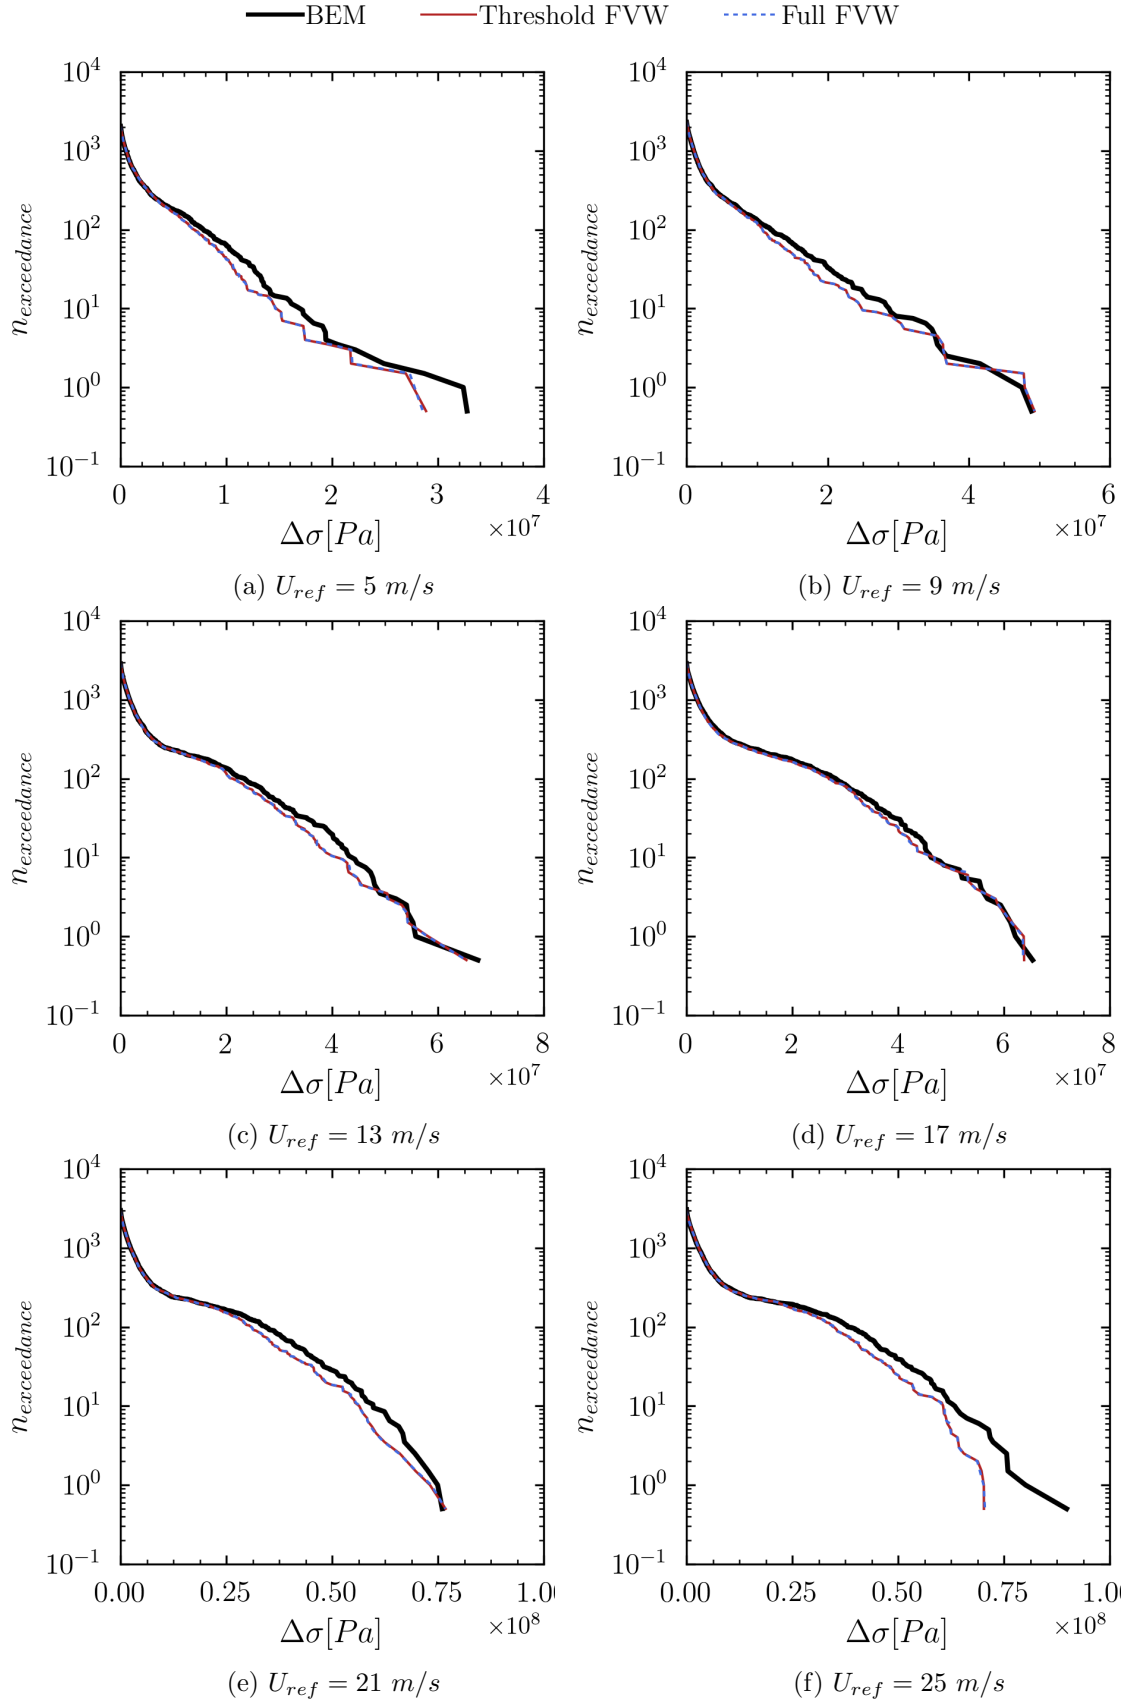 BEM Threshold FVW Full FVW
10^4 10^4
10^3 10^3
10^2 10^2
10^1 10^1
10^0 10^0
10^−1 10^−1
n_exceedance n_exceedance
0 1 2 3 4 0 2 4 6
Δσ[Pa] ×10^7 Δσ[Pa] ×10^7
(a) U_ref = 5 m/s (b) U_ref = 9 m/s
10^4 10^4
10^3 10^3
10^2 10^2
10^1 10^1
10^0 10^0
10^−1 10^−1
n_exceedance n_exceedance
0 2 4 6 8 0 2 4 6 8
Δσ[Pa] ×10^7 Δσ[Pa] ×10^7
(c) U_ref = 13 m/s (d) U_ref = 17 m/s
10^4 10^4
10^3 10^3
10^2 10^2
10^1 10^1
10^0 10^0
10^−1 10^−1
n_exceedance n_exceedance
0.00 0.25 0.50 0.75 1.0 0.00 0.25 0.50 0.75 1.0
Δσ[Pa] ×10^8 Δσ[Pa] ×10^8
(e) U_ref = 21 m/s (f) U_ref = 25 m/s